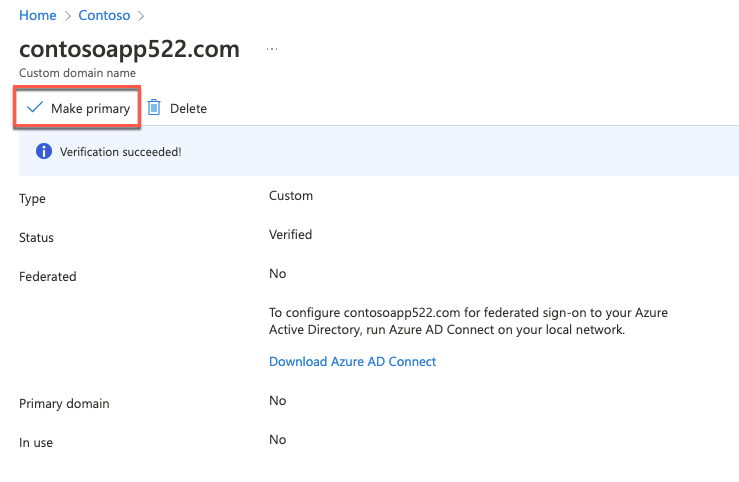 Home > Contoso >
contosoapp522.com ...
Custom domain name
Make primary Delete
Verification succeeded!
Type Custom
Status Verified
Federated No
To configure contosoapp522.com for federated sign-on to your Azure
Active Directory, run Azure AD Connect on your local network.
Download Azure AD Connect
Primary domain No
In use No